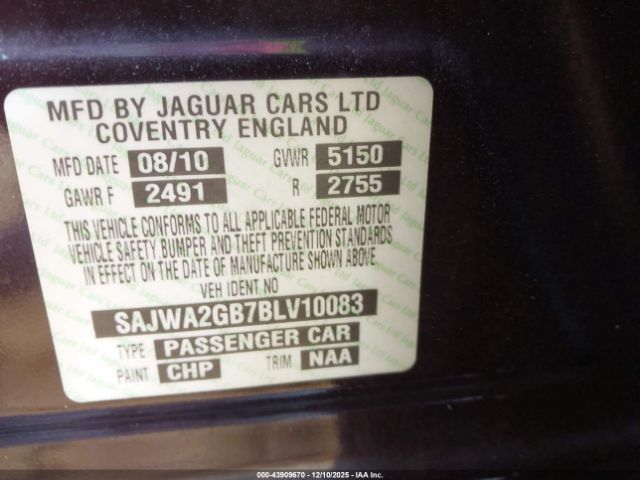 MFD BY JAGUAR CARS LTD
COVENTRY ENGLAND
MFD DATE 08/10 GVWR 5150
GAWR F 2491 R 2755
THIS VEHICLE CONFORMS TO ALL APPLICABLE FEDERAL MOTOR
VEHICLE SAFETY BUMPER AND THEFT PREVENTION STANDARDS
IN EFFECT ON THE DATE OF MANUFACTURE SHOWN ABOVE
VEH IDENT NO
SAJWA2GB7BLV10083
TYPE PASSENGER CAR
PAINT CHP TRIM NAA
000-43909670 - 12/10/2025 - IAA Inc.